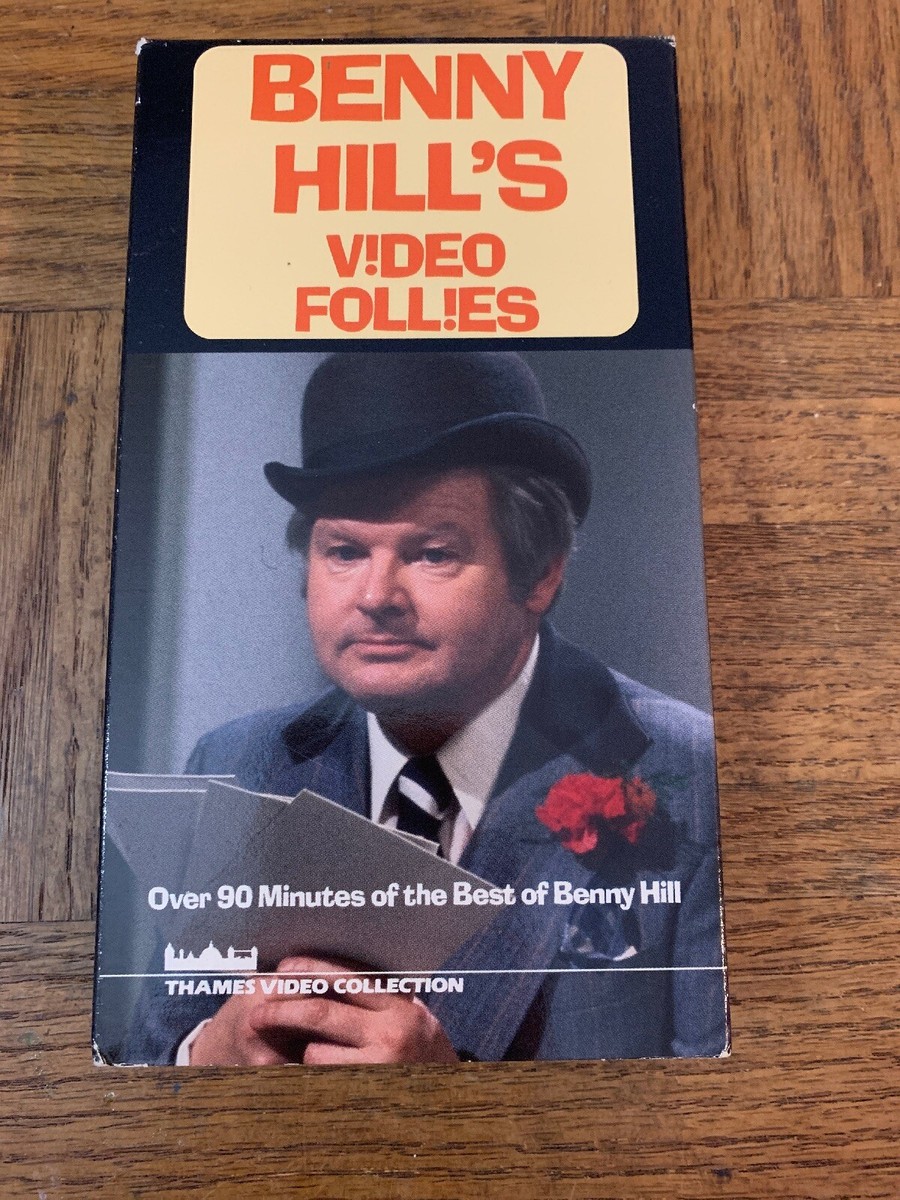 BENNY
HILL'S
V!DEO
FOLL!ES
Over 90 Minutes of the Best of Benny Hill
THAMES VIDEO COLLECTION